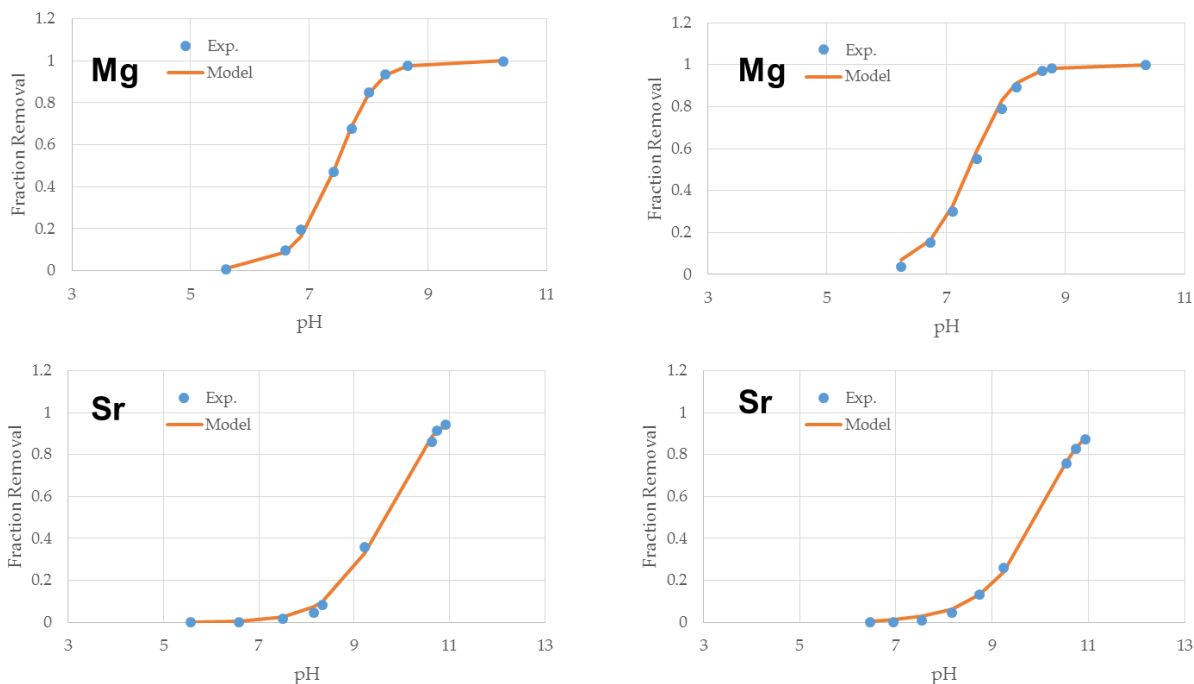 1.2
1
0.8
0.6
0.4
0.2
0
Fraction Removal
Mg
Exp.
Model
3 5 7 9 11
pH
1.2
1
0.8
0.6
0.4
0.2
0
Fraction Removal
Mg
Exp.
Model
3 5 7 9 11
pH
1.2
1
0.8
0.6
0.4
0.2
0
Fraction Removal
Sr
Exp.
Model
3 5 7 9 11 13
pH
1.2
1
0.8
0.6
0.4
0.2
0
Fraction Removal
Sr
Exp.
Model
3 5 7 9 11 13
pH